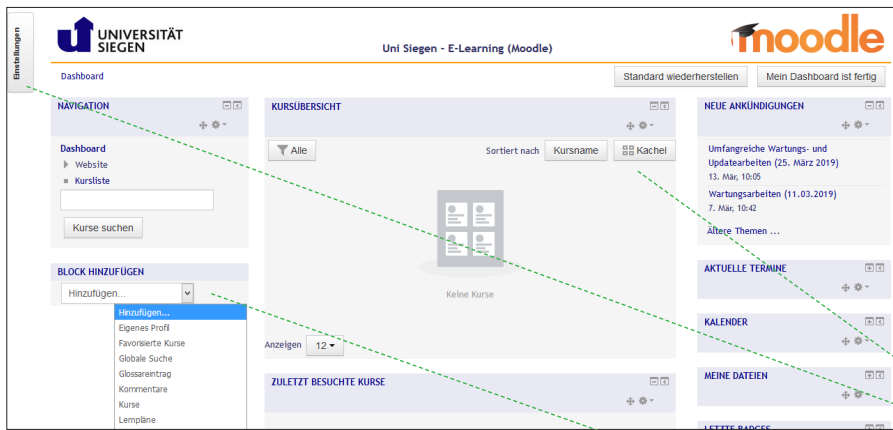 Einstellungen
UNIVERSITÄT
SIEGEN
Uni Siegen - E-Learning (Moodle)
moodle
Dashboard
Standard wiederherstellen
Mein Dashboard ist fertig
NAVIGATION
Dashboard
Website
Kursliste
Kurse suchen
BLOCK HINZUFÜGEN
Hinzufügen...
Hinzufügen...
Eigenes Profil
Favorisierte Kurse
Globale Suche
Glossareintrag
Kommentare
Kurse
Lernpläne
KURSÜBERSICHT
Alle
Sortiert nach
Kursname
Kachel
Keine Kurse
Anzeigen
12
ZULETZT BESUCHTE KURSE
NEUE ANKÜNDIGUNGEN
Umfangreiche Wartungs- und
Updatearbeiten (25. März 2019)
13. Mär, 10:05
Wartungsarbeiten (11.03.2019)
7. Mär, 10:42
Ältere Themen ...
AKTUELLE TERMINE
KALENDER
MEINE DATEIEN
LETZTE BADGES